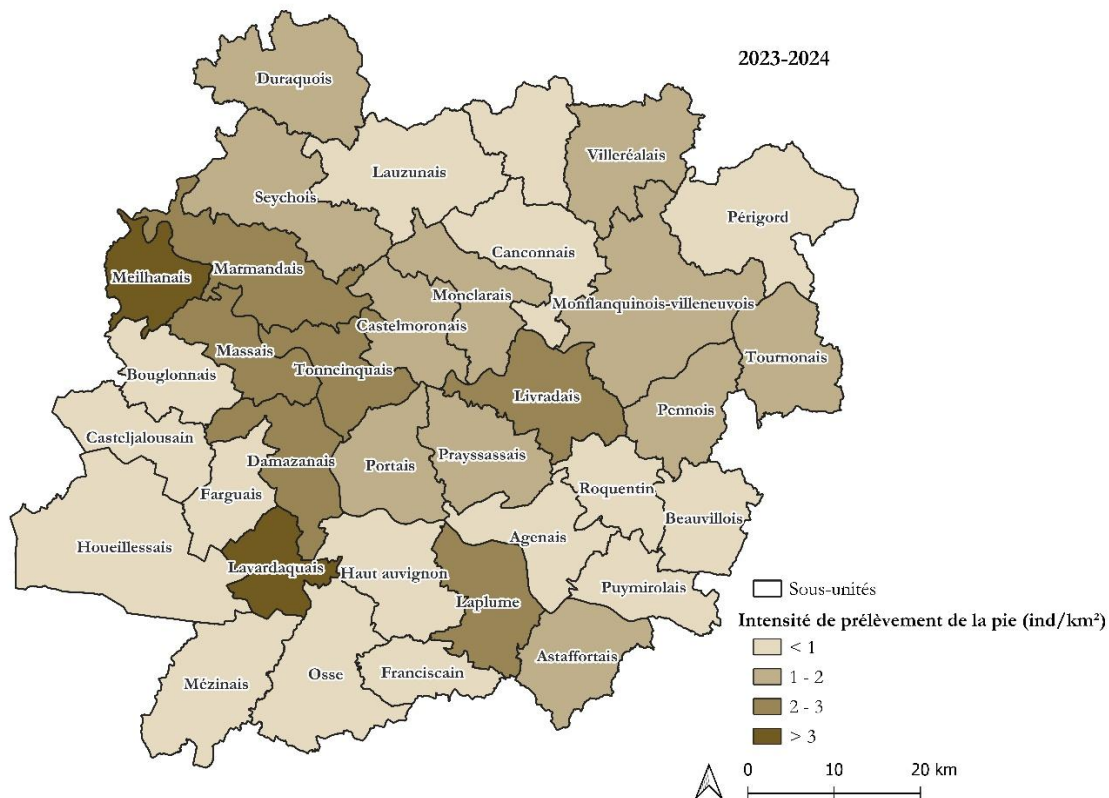 2023-2024
Duraquois
Villeréalais
Lauzunais
Seychois
Périgord
Canconnais
Marmandais
Meilhanais
Monclarais
Monflanquinois-villeneuvois
Castelmoronais
Massais
Tournonais
Tonncinquais
Bouglonnais
Livradais
Pennois
Casteljalousain
Damazanais
Portais
Prayssassais
Farguais
Roquentin
Beauvillois
Agenais
Houeillessais
Lavardaquais
Haut auvignon
Puymirolais
Laplume
Astaffortais
Mézinais
Osse
Franciscain
Sous-unités
Intensité de prélèvement de la pie (ind/km²)
< 1
1 - 2
2 - 3
> 3
0 10 20 km